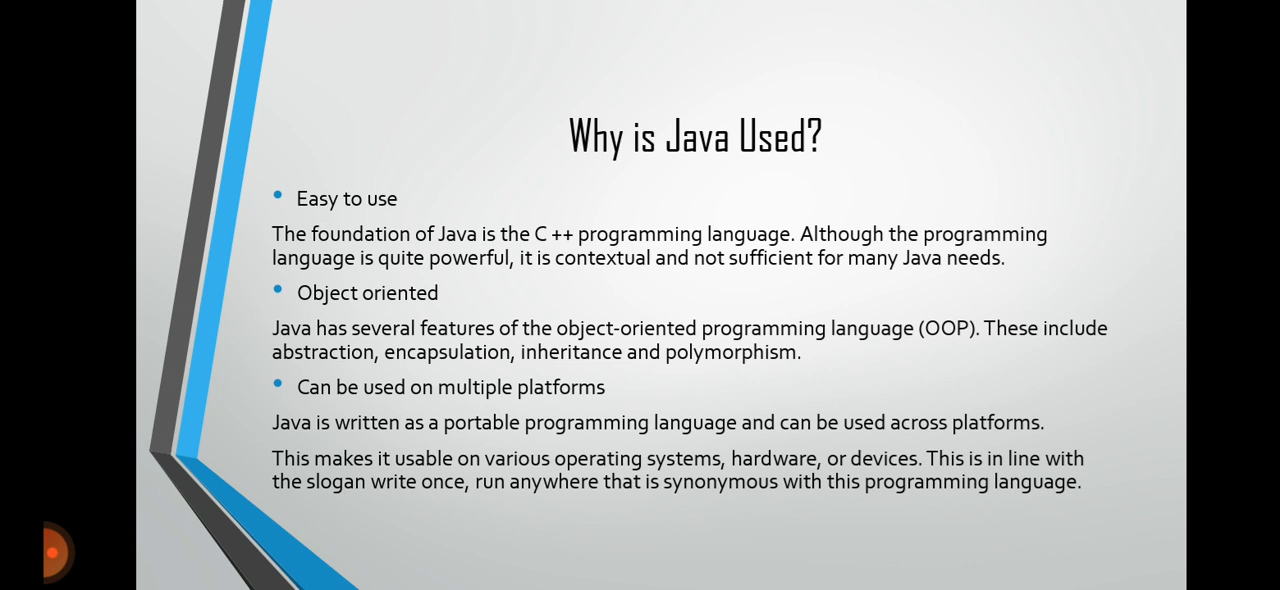 Why is Java Used?
• Easy to use
The foundation of Java is the C ++ programming language. Although the programming
language is quite powerful, it is contextual and not sufficient for many Java needs.
• Object oriented
Java has several features of the object-oriented programming language (OOP). These include
abstraction, encapsulation, inheritance and polymorphism.
• Can be used on multiple platforms
Java is written as a portable programming language and can be used across platforms.
This makes it usable on various operating systems, hardware, or devices. This is in line with
the slogan write once, run anywhere that is synonymous with this programming language.